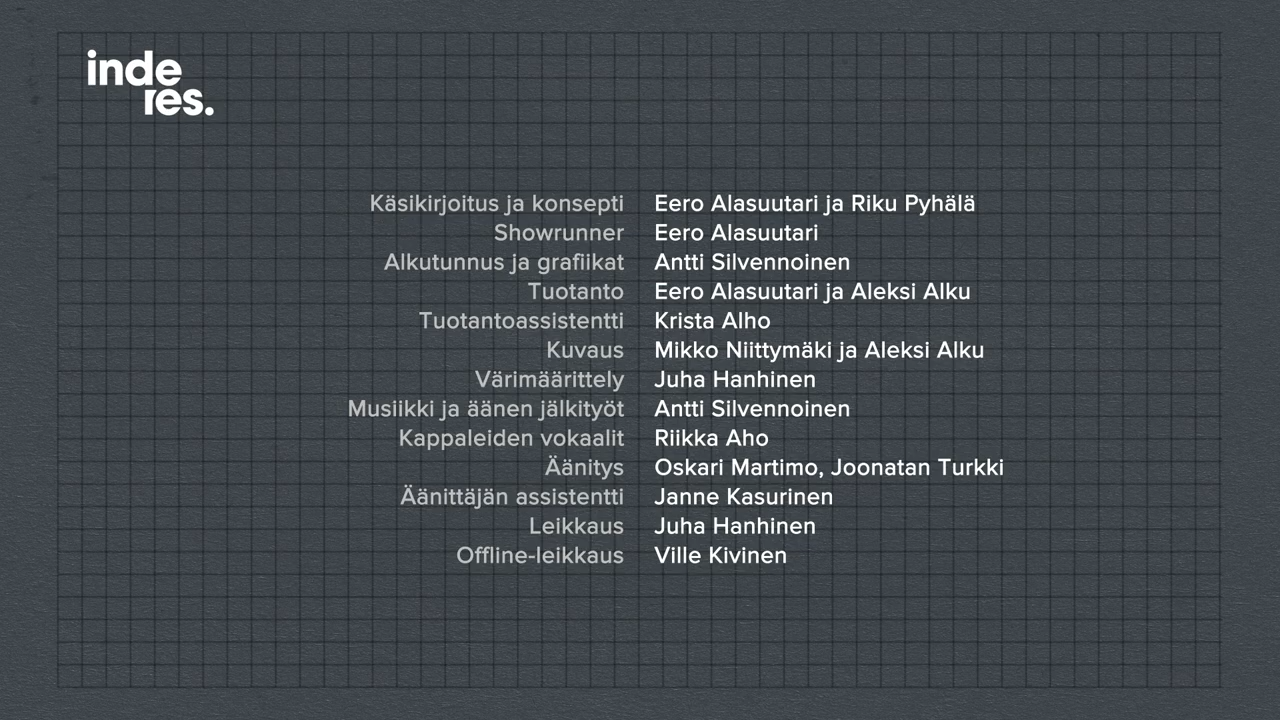 inde
res.
Käsikirjoitus ja konsepti Eero Alasuutari ja Riku Pyhälä
Showrunner Eero Alasuutari
Alkutunnus ja grafiikat Antti Silvennoinen
Tuotanto Eero Alasuutari ja Aleksi Alku
Tuotantoassistentti Krista Alho
Kuvaus Mikko Niittymäki ja Aleksi Alku
Värimäärittely Juha Hanhinen
Musiikki ja äänen jälkityöt Antti Silvennoinen
Kappaleiden vokaalit Riikka Aho
Äänitys Oskari Martimo, Joonatan Turkki
Äänittäjän assistentti Janne Kasurinen
Leikkaus Juha Hanhinen
Offline-leikkaus Ville Kivinen